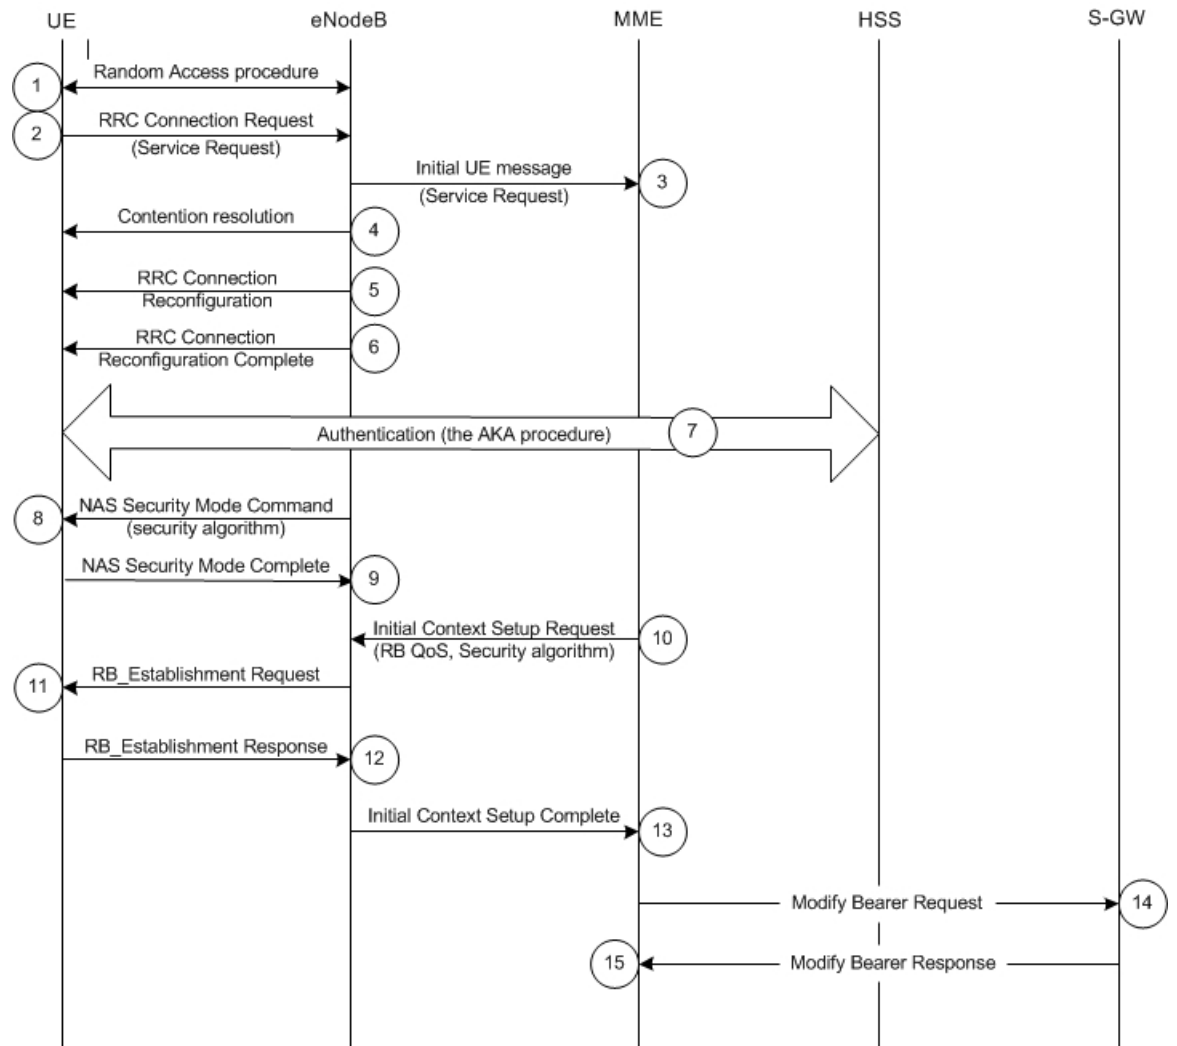 UE
eNodeB
MME
HSS
S-GW
1
Random Access procedure
2
RRC Connection Request
(Service Request)
Initial UE message
(Service Request)
3
Contention resolution
4
RRC Connection
Reconfiguration
5
RRC Connection
Reconfiguration Complete
6
Authentication (the AKA procedure)
7
8
NAS Security Mode Command
(security algorithm)
NAS Security Mode Complete
9
Initial Context Setup Request
(RB QoS, Security algorithm)
10
11
RB_Establishment Request
RB_Establishment Response
12
Initial Context Setup Complete
13
Modify Bearer Request
14
15
Modify Bearer Response